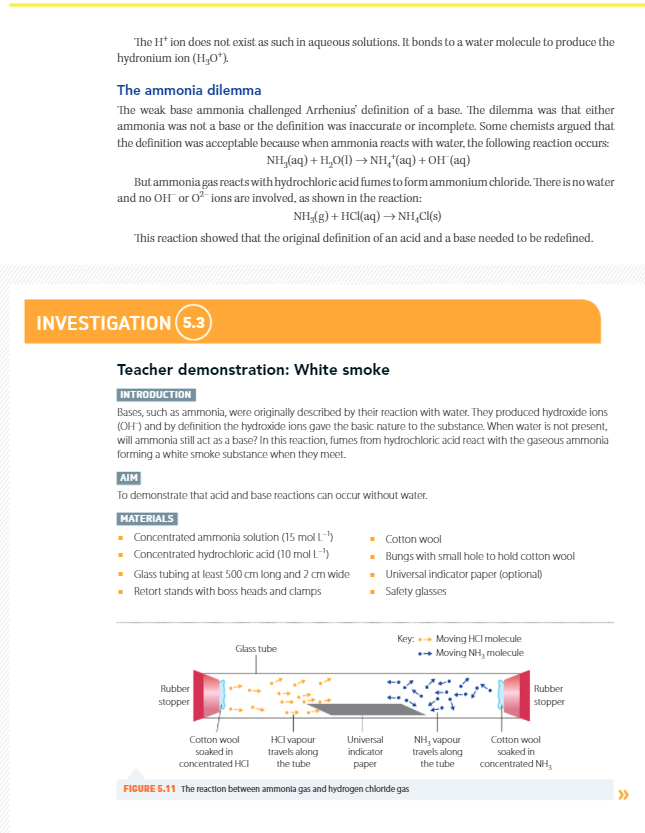 The H⁺ ion does not exist as such in aqueous solutions. It bonds to a water molecule to produce the
hydronium ion (H₃O⁺).
The ammonia dilemma
The weak base ammonia challenged Arrhenius' definition of a base. The dilemma was that either
ammonia was not a base or the definition was inaccurate or incomplete. Some chemists argued that
the definition was acceptable because when ammonia reacts with water, the following reaction occurs:
NH₃(aq) + H₂O(l) → NH₄⁺(aq) + OH⁻(aq)
But ammonia gas reacts with hydrochloric acid fumes to form ammonium chloride. There is no water
and no OH⁻ or O²⁻ ions are involved, as shown in the reaction:
NH₃(g) + HCl(aq) → NH₄Cl(s)
This reaction showed that the original definition of an acid and a base needed to be redefined.
INVESTIGATION 5.3
Teacher demonstration: White smoke
INTRODUCTION
Bases, such as ammonia, were originally described by their reaction with water. They produced hydroxide ions
(OH⁻) and by definition the hydroxide ions gave the basic nature to the substance. When water is not present,
will ammonia still act as a base? In this reaction, fumes from hydrochloric acid react with the gaseous ammonia
forming a white smoke substance when they meet.
AIM
To demonstrate that acid and base reactions can occur without water.
MATERIALS
▪ Concentrated ammonia solution (15 mol L⁻¹)
▪ Concentrated hydrochloric acid (10 mol L⁻¹)
▪ Glass tubing at least 500 cm long and 2 cm wide
▪ Retort stands with boss heads and clamps
▪ Cotton wool
▪ Bungs with small hole to hold cotton wool
▪ Universal indicator paper (optional)
▪ Safety glasses
Key: Moving HCl molecule
Moving NH₃ molecule
Glass tube
Rubber
stopper
Rubber
stopper
Cotton wool
soaked in
concentrated HCl
HCl vapour
travels along
the tube
Universal
indicator
paper
NH₃ vapour
travels along
the tube
Cotton wool
soaked in
concentrated NH₃
FIGURE 5.11 The reaction between ammonia gas and hydrogen chloride gas
»